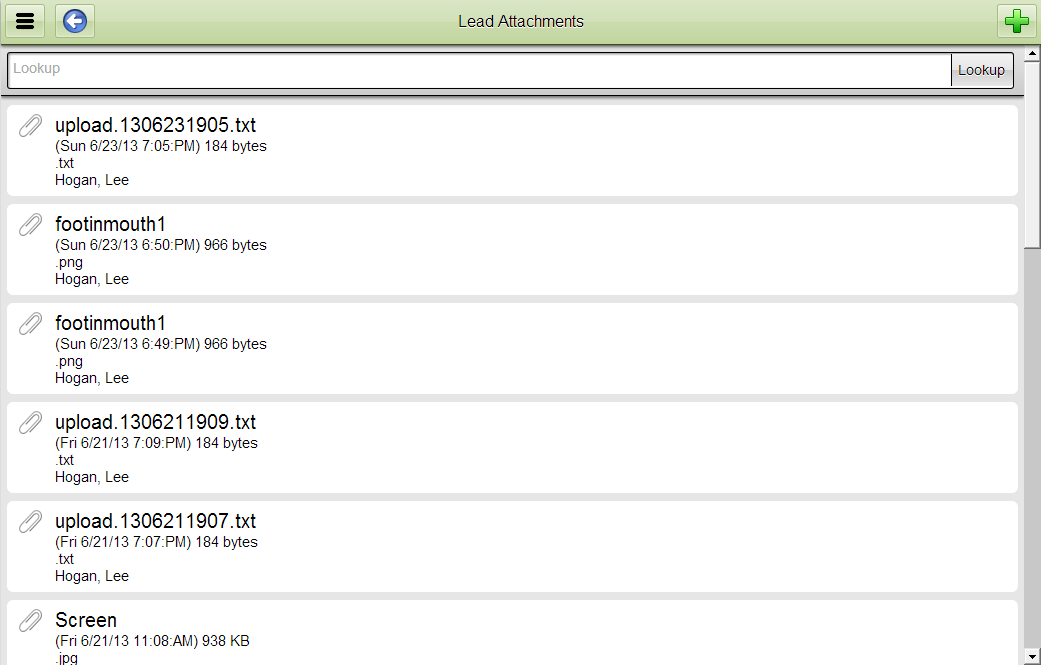 Lead Attachments
Lookup
Lookup
upload.1306231905.txt
(Sun 6/23/13 7:05:PM) 184 bytes
.txt
Hogan, Lee
footinmouth1
(Sun 6/23/13 6:50:PM) 966 bytes
.png
Hogan, Lee
footinmouth1
(Sun 6/23/13 6:49:PM) 966 bytes
.png
Hogan, Lee
upload.1306211909.txt
(Fri 6/21/13 7:09:PM) 184 bytes
.txt
Hogan, Lee
upload.1306211907.txt
(Fri 6/21/13 7:07:PM) 184 bytes
.txt
Hogan, Lee
Screen
(Fri 6/21/13 11:08:AM) 938 KB
.jpg